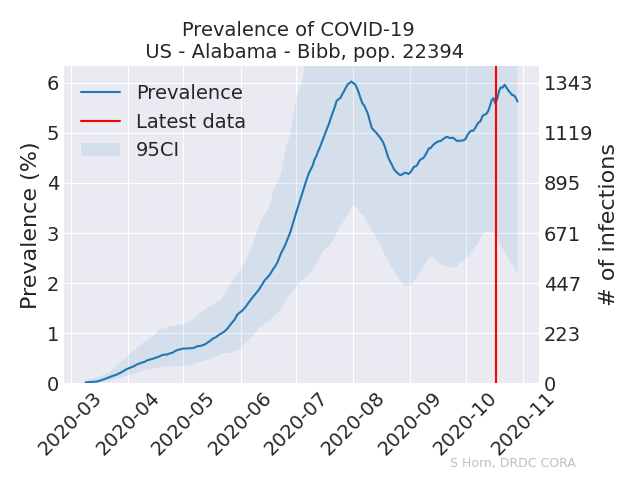 Prevalence of COVID-19
US - Alabama - Bibb, pop. 22394
Prevalence (%)
6
5
4
3
2
1
0
Prevalence
Latest data
95CI
1343
1119
895
671
447
223
0
# of infections
2020-03
2020-04
2020-05
2020-06
2020-07
2020-08
2020-09
2020-10
2020-11
S Horn, DRDC CORA